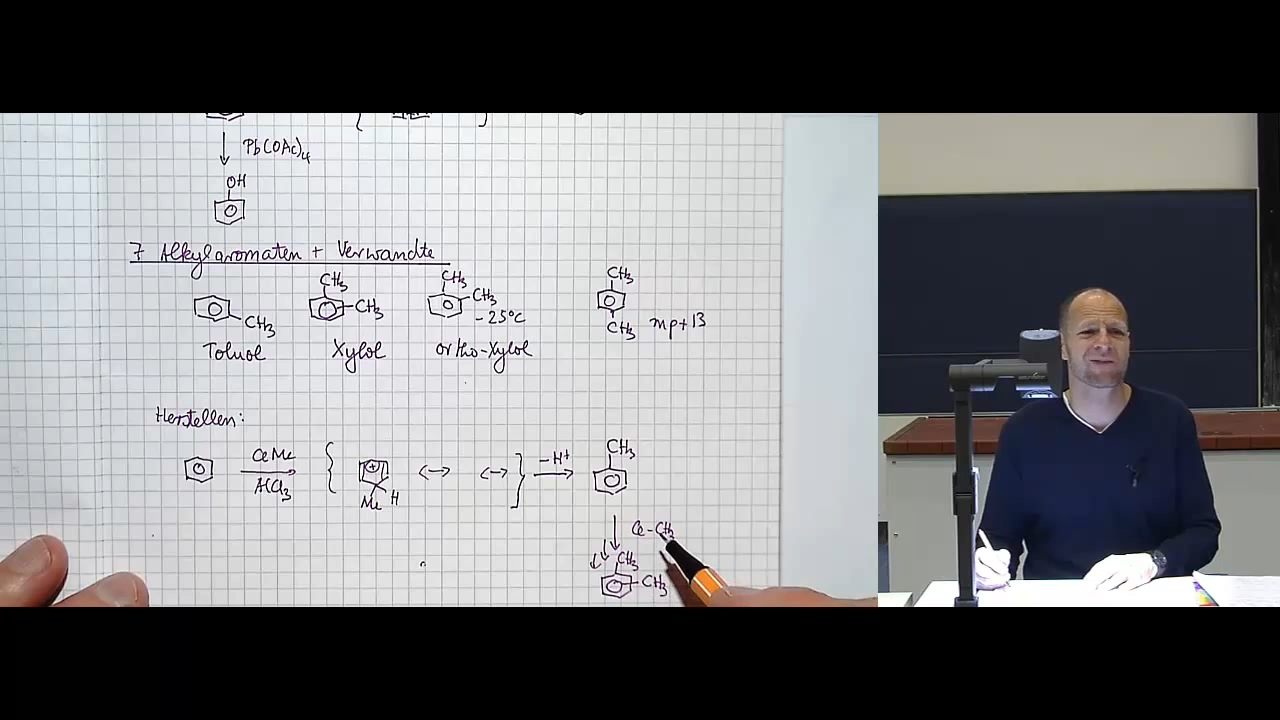 Pb(OAc)4
OH
7 Alkylaromaten + Verwandte
CH3 CH3 CH3
CH3 CH3 CH3
-25°C
CH3 mp+13
Toluol Xylol ortho-Xylol
Herstellen:
ClMe
AlCl3
{ + Me H ↔ ↔ } -H+
CH3
Cl-CH3
CH3
CH3